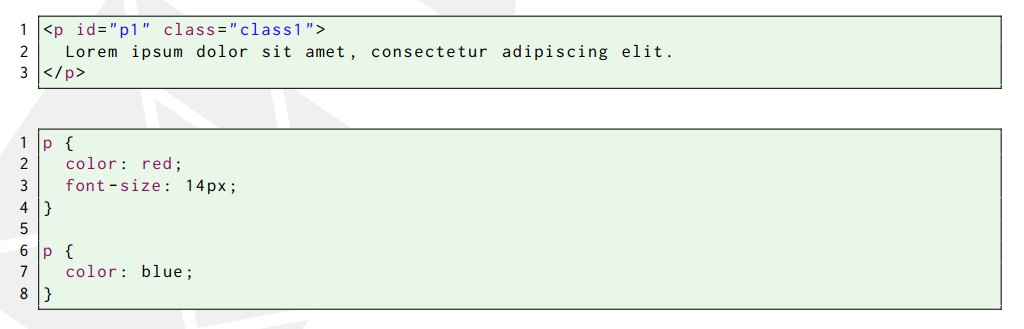 1 <p id="p1" class="class1">
2   Lorem ipsum dolor sit amet, consectetur adipiscing elit.
3 </p>
1 p {
2   color: red;
3   font-size: 14px;
4 }
5
6 p {
7   color: blue;
8 }